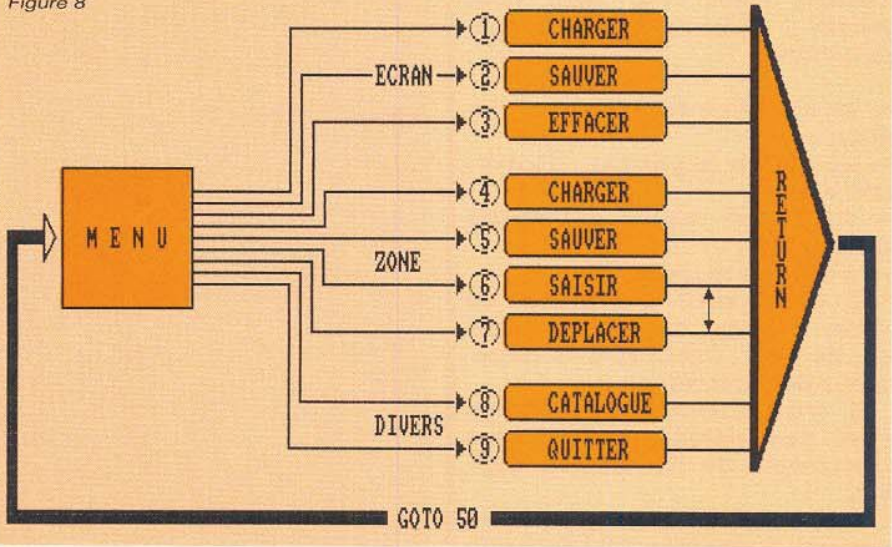 Figure 8
1 CHARGER
ECRAN 2 SAUVER
3 EFFACER
4 CHARGER
MENU
5 SAUVER
ZONE
6 SAISIR
7 DEPLACER
RETURN
8 CATALOGUE
DIVERS
9 QUITTER
GOTO 50